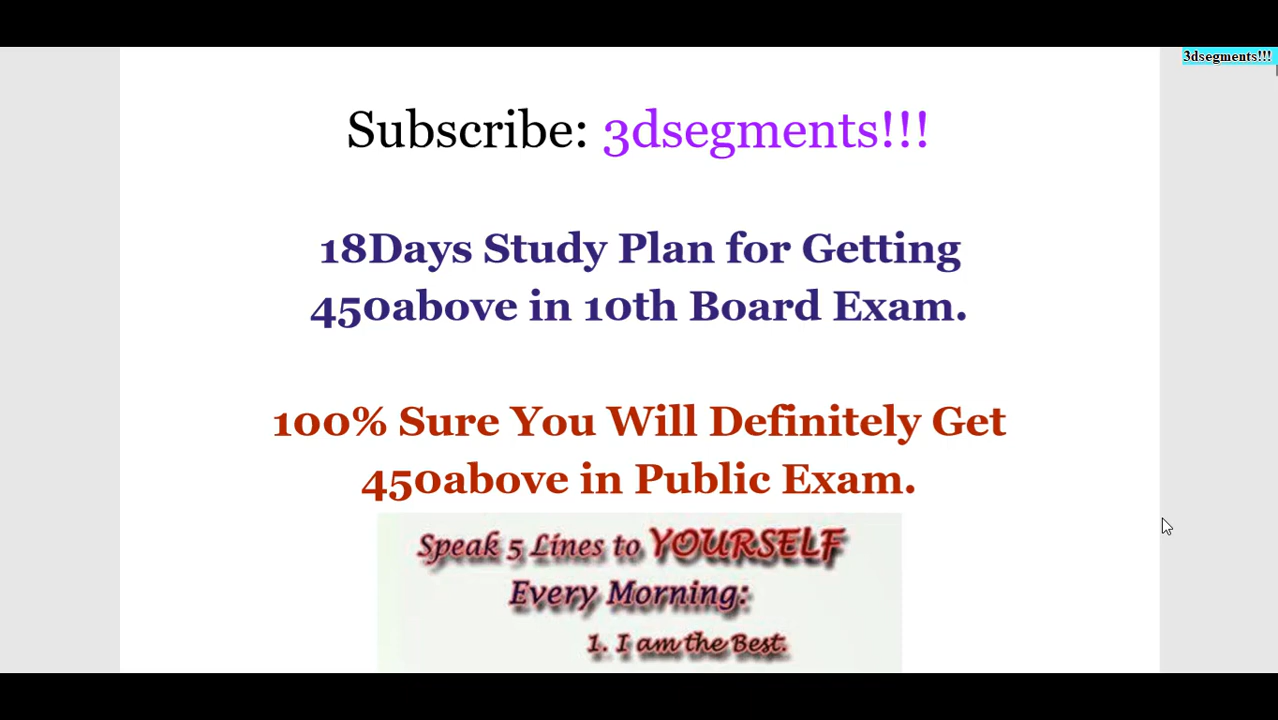 3dsegments!!!
Subscribe: 3dsegments!!!
18Days Study Plan for Getting
450above in 10th Board Exam.
100% Sure You Will Definitely Get
450above in Public Exam.
Speak 5 Lines to YOURSELF
Every Morning:
1. I am the Best.